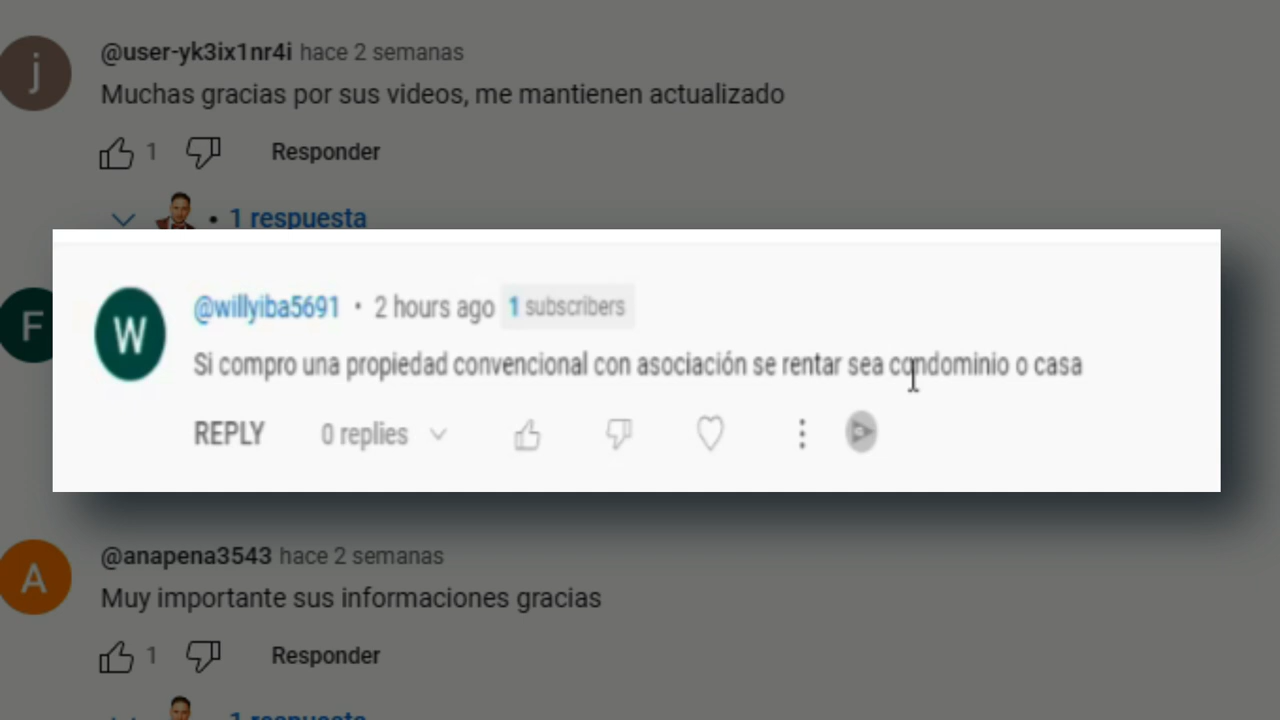 j
@user-yk3ix1nr4i hace 2 semanas
Muchas gracias por sus videos, me mantienen actualizado
1
Responder
• 1 respuesta
F
W
@willyiba5691 • 2 hours ago 1 subscribers
Si compro una propiedad convencional con asociación se rentar sea condominio o casa
REPLY 0 replies
A
@anapena3543 hace 2 semanas
Muy importante sus informaciones gracias
1
Responder
1 respuesta